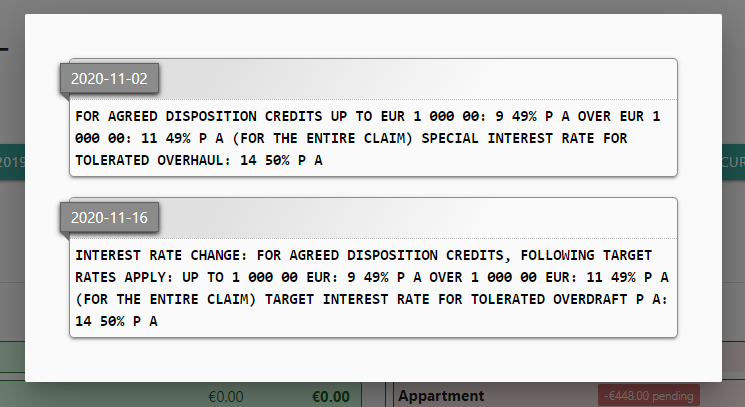 2020-11-02
FOR AGREED DISPOSITION CREDITS UP TO EUR 1 000 00: 9 49% P A OVER EUR 1
000 00: 11 49% P A (FOR THE ENTIRE CLAIM) SPECIAL INTEREST RATE FOR
TOLERATED OVERHAUL: 14 50% P A
2019
CUR
2020-11-16
INTEREST RATE CHANGE: FOR AGREED DISPOSITION CREDITS, FOLLOWING TARGET
RATES APPLY: UP TO 1 000 00 EUR: 9 49% P A OVER 1 000 00 EUR: 11 49% P A
(FOR THE ENTIRE CLAIM) TARGET INTEREST RATE FOR TOLERATED OVERDRAFT P A:
14 50% P A
€0.00 €0.00 Appartment -€448.00 pending